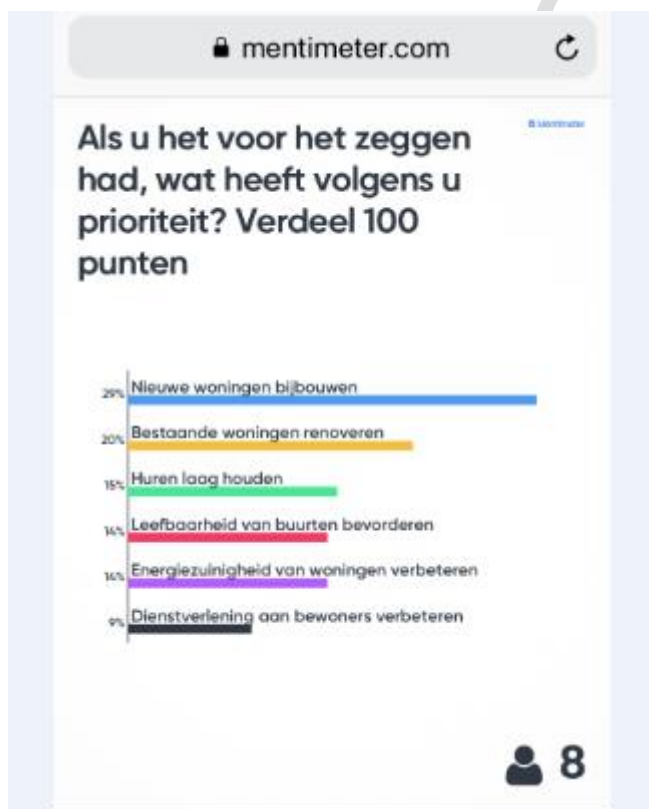 mentimeter.com
Als u het voor het zeggen
had, wat heeft volgens u
prioriteit? Verdeel 100
punten
Mentimeter
29% Nieuwe woningen bijbouwen
20% Bestaande woningen renoveren
15% Huren laag houden
14% Leefbaarheid van buurten bevorderen
14% Energiezuinigheid van woningen verbeteren
9% Dienstverlening aan bewoners verbeteren
8